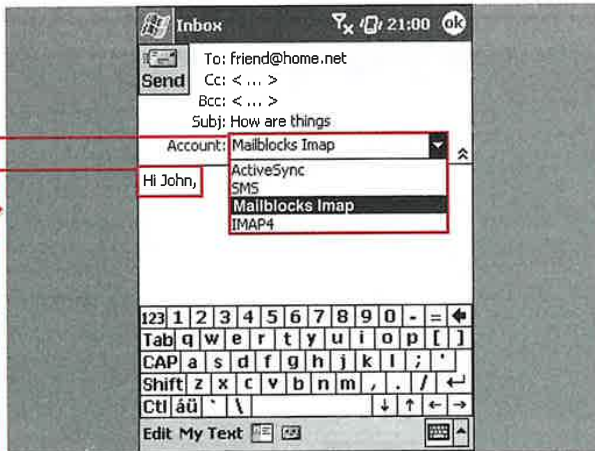 Inbox 21:00 ok
Send
To: friend@home.net
Cc: < ... >
Bcc: < ... >
Subj: How are things
Account: Mailblocks Imap
ActiveSync
SMS
Mailblocks Imap
IMAP4
Hi John,
123 1 2 3 4 5 6 7 8 9 0 - =
Tab q w e r t y u i o p [ ]
CAP a s d f g h j k l ; '
Shift z x c v b n m , . /
Ctl áü ` \
Edit My Text